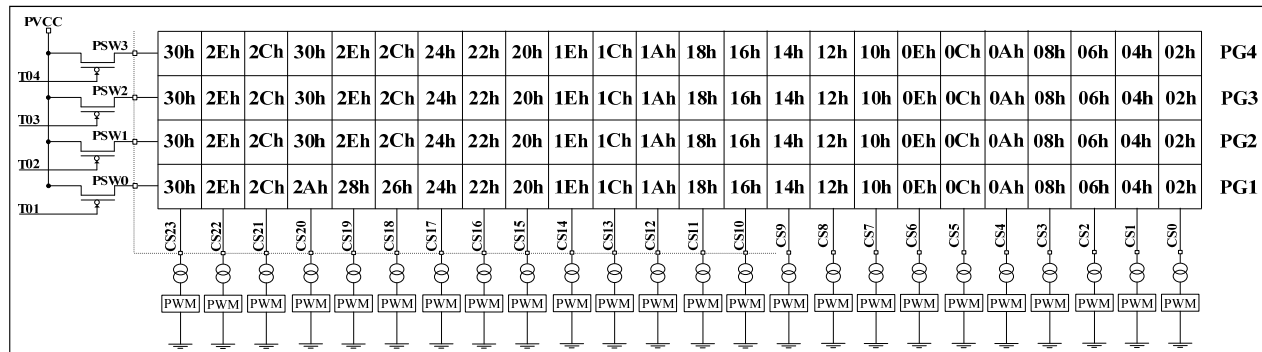 PVCC
PSW3 30h 2Eh 2Ch 30h 2Eh 2Ch 24h 22h 20h 1Eh 1Ch 1Ah 18h 16h 14h 12h 10h 0Eh 0Ch 0Ah 08h 06h 04h 02h PG4
T04
PSW2 30h 2Eh 2Ch 30h 2Eh 2Ch 24h 22h 20h 1Eh 1Ch 1Ah 18h 16h 14h 12h 10h 0Eh 0Ch 0Ah 08h 06h 04h 02h PG3
T03
PSW1 30h 2Eh 2Ch 30h 2Eh 2Ch 24h 22h 20h 1Eh 1Ch 1Ah 18h 16h 14h 12h 10h 0Eh 0Ch 0Ah 08h 06h 04h 02h PG2
T02
PSW0 30h 2Eh 2Ch 2Ah 28h 26h 24h 22h 20h 1Eh 1Ch 1Ah 18h 16h 14h 12h 10h 0Eh 0Ch 0Ah 08h 06h 04h 02h PG1
T01
CS23 CS22 CS21 CS20 CS19 CS18 CS17 CS16 CS15 CS14 CS13 CS12 CS11 CS10 CS9 CS8 CS7 CS6 CS5 CS4 CS3 CS2 CS1 CS0
PWM PWM PWM PWM PWM PWM PWM PWM PWM PWM PWM PWM PWM PWM PWM PWM PWM PWM PWM PWM PWM PWM PWM PWM